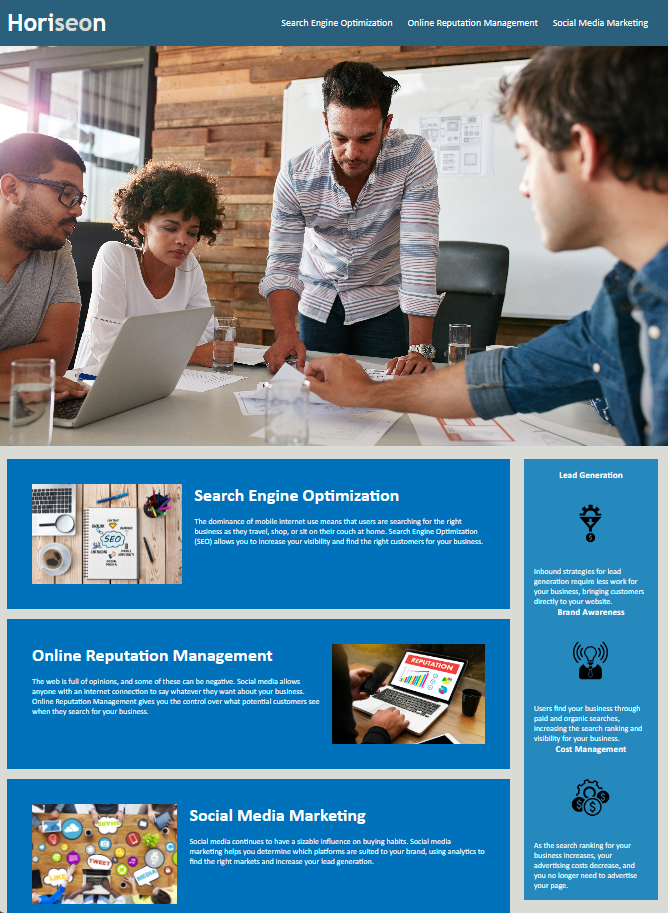 Horiseon
Search Engine Optimization
Online Reputation Management
Social Media Marketing
Search Engine Optimization
The dominance of mobile internet use means that users are searching for the right
business as they travel, shop, or sit on their couch at home. Search Engine Optimization
(SEO) allows you to increase your visibility and find the right customers for your business.
SEO
Online Reputation Management
The web is full of opinions, and some of these can be negative. Social media allows
anyone with an internet connection to say whatever they want about your business.
Online Reputation Management gives you the control over what potential customers see
when they search for your business.
REPUTATION
Social Media Marketing
Social media continues to have a sizable influence on buying habits. Social media
marketing helps you determine which platforms are suited to your brand, using analytics to
find the right markets and increase your lead generation.
TWEET
LIKE
MEDIA
Lead Generation
Inbound strategies for lead
generation require less work for
your business, bringing customers
directly to your website.
Brand Awareness
Users find your business through
paid and organic searches,
increasing the search ranking and
visibility for your business.
Cost Management
As the search ranking for your
business increases, your
advertising costs decrease, and
you no longer need to advertise
your page.